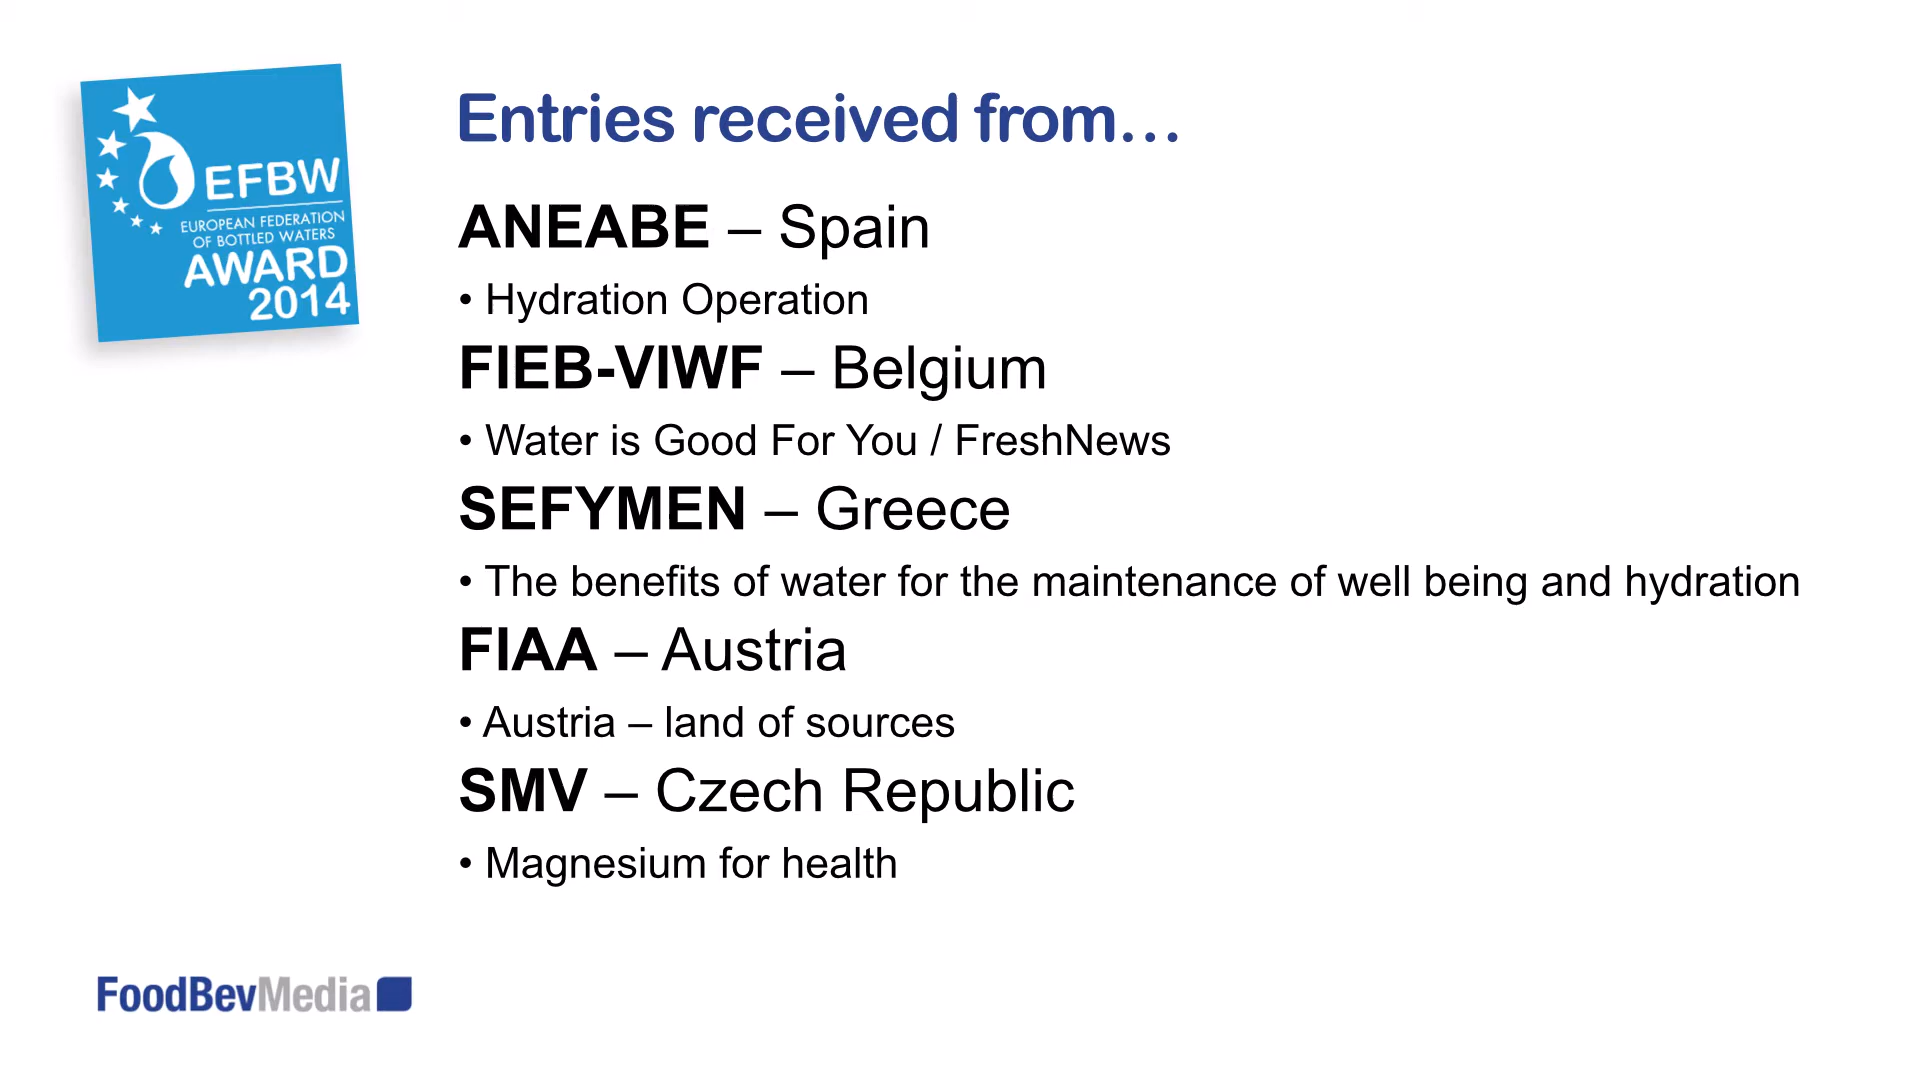 EFBW
EUROPEAN FEDERATION
OF BOTTLED WATERS
AWARD
2014
Entries received from…
ANEABE – Spain
• Hydration Operation
FIEB-VIWF – Belgium
• Water is Good For You / FreshNews
SEFYMEN – Greece
• The benefits of water for the maintenance of well being and hydration
FIAA – Austria
• Austria – land of sources
SMV – Czech Republic
• Magnesium for health
FoodBevMedia